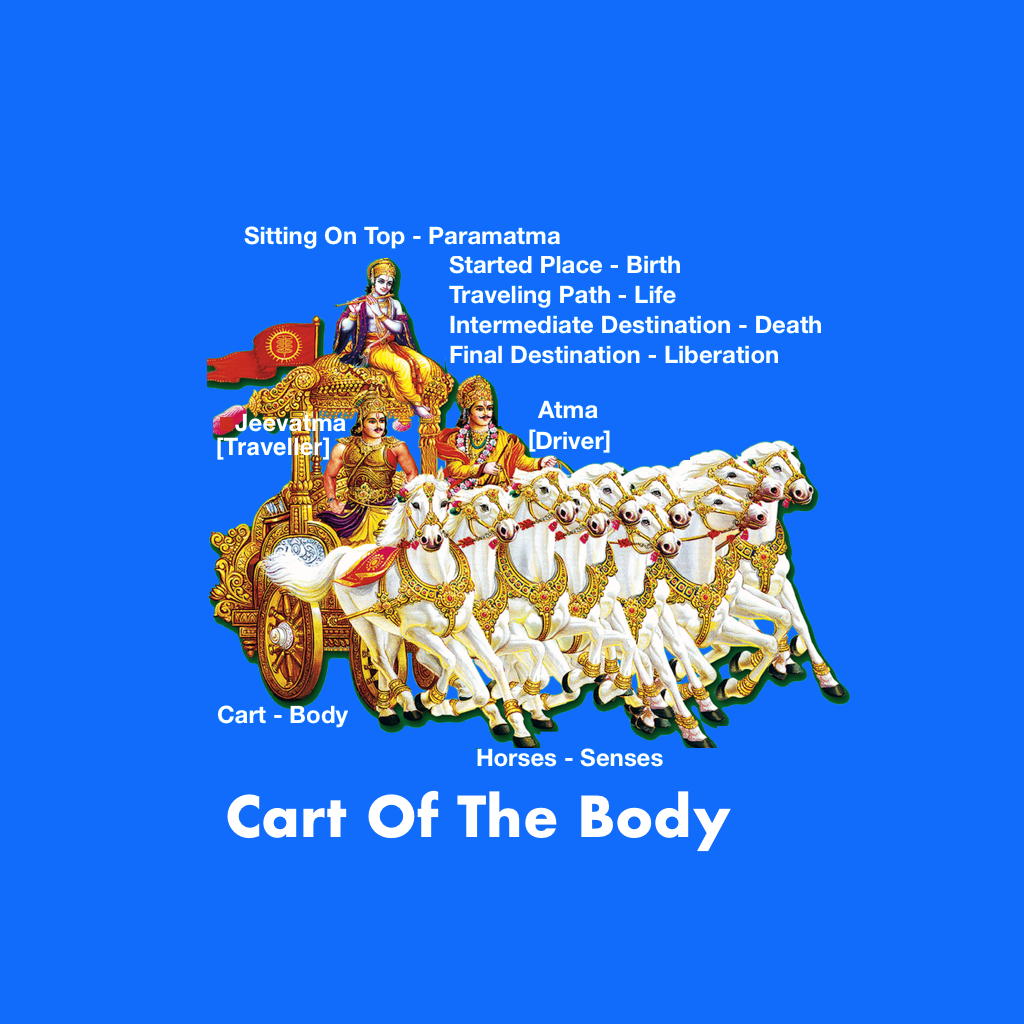 Sitting On Top - Paramatma
Started Place - Birth
Traveling Path - Life
Intermediate Destination - Death
Final Destination - Liberation
Jeevatma
[Traveller]
Atma
[Driver]
Cart - Body
Horses - Senses
Cart Of The Body